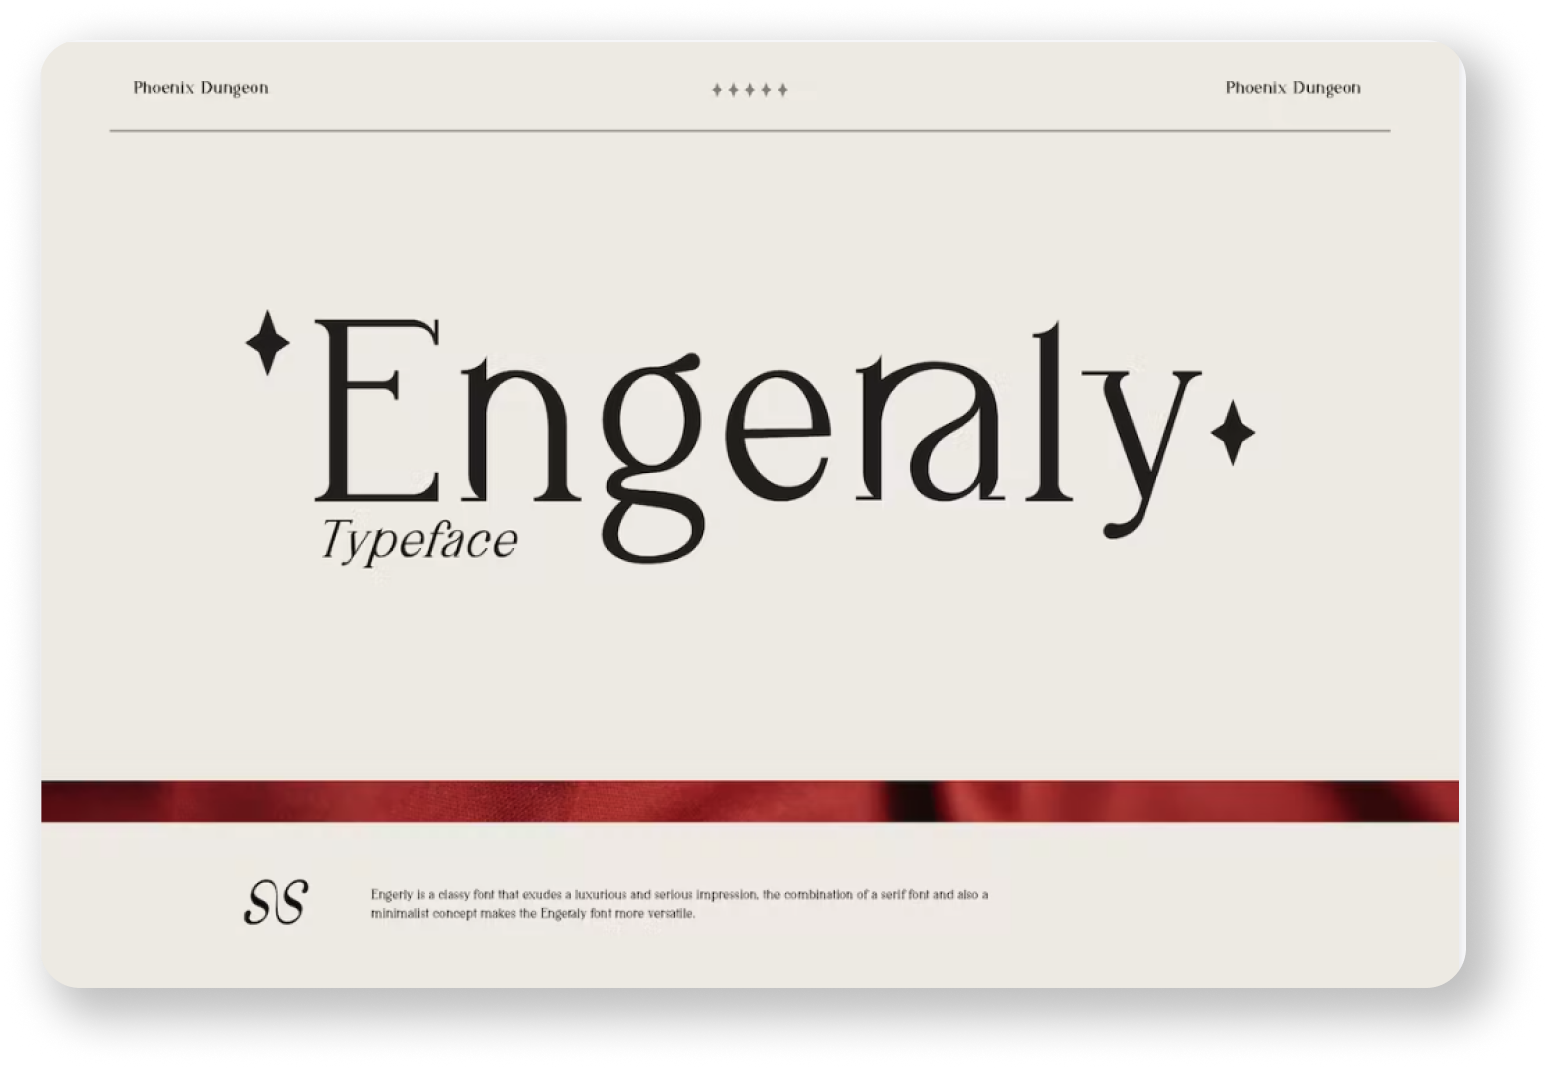 Phoenix Dungeon
Phoenix Dungeon
Engeraly
Typeface
SS
Engerly is a classy font that exudes a luxurious and serious impression, the combination of a serif font and also a
minimalist concept makes the Engeraly font more versatile.